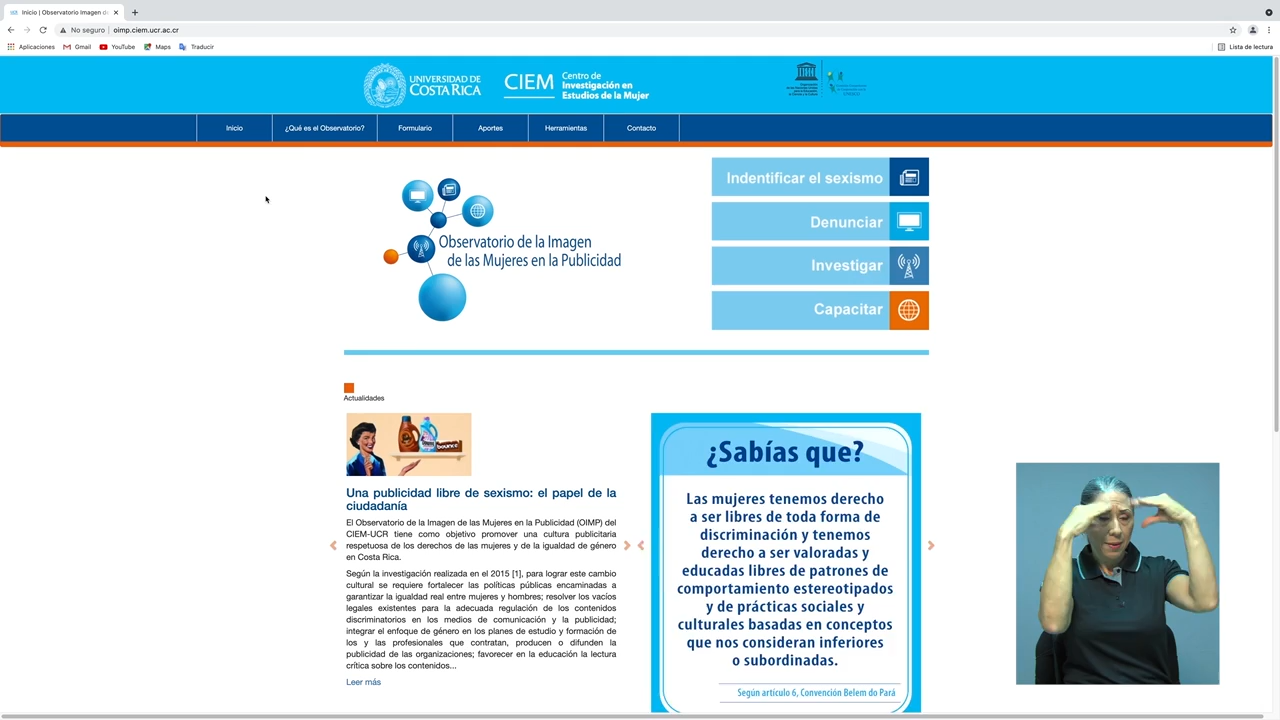 Inicio | Observatorio Imagen de
No seguro
oimp.ciem.ucr.ac.cr
Aplicaciones
Gmail
YouTube
Maps
Traducir
Lista de lectura
UNIVERSIDAD DE
COSTA RICA
CIEM
Centro de
Investigación en
Estudios de la Mujer
Inicio
¿Qué es el Observatorio?
Formulario
Aportes
Herramientas
Contacto
Observatorio de la Imagen
de las Mujeres en la Publicidad
Indentificar el sexismo
Denunciar
Investigar
Capacitar
Actualidades
bounce
Una publicidad libre de sexismo: el papel de la
ciudadanía
El Observatorio de la Imagen de las Mujeres en la Publicidad (OIMP) del
CIEM-UCR tiene como objetivo promover una cultura publicitaria
respetuosa de los derechos de las mujeres y de la igualdad de género
en Costa Rica.
Según la investigación realizada en el 2015 [1], para lograr este cambio
cultural se requiere fortalecer las políticas públicas encaminadas a
garantizar la igualdad real entre mujeres y hombres; resolver los vacíos
legales existentes para la adecuada regulación de los contenidos
discriminatorios en los medios de comunicación y la publicidad;
integrar el enfoque de género en los planes de estudio y formación de
los y las profesionales que contratan, producen o difunden la
publicidad de las organizaciones; favorecer en la educación la lectura
crítica sobre los contenidos...
Leer más
¿Sabías que?
Las mujeres tenemos derecho
a ser libres de toda forma de
discriminación y tenemos
derecho a ser valoradas y
educadas libres de patrones de
comportamiento estereotipados
y de prácticas sociales y
culturales basadas en conceptos
que nos consideran inferiores
o subordinadas.
Según artículo 6, Convención Belem do Pará